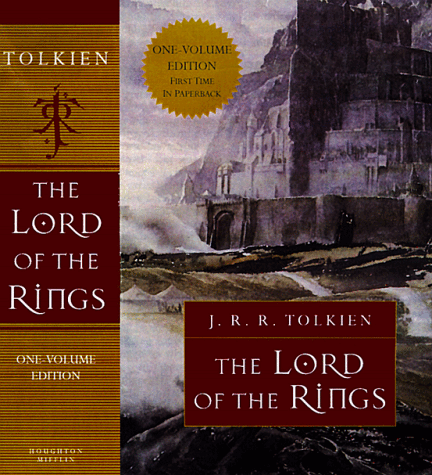 TOLKIEN
THE
LORD
OF THE
RINGS
ONE-VOLUME
EDITION
HOUGHTON
MIFFLIN
ONE-VOLUME
EDITION
FIRST TIME
IN PAPERBACK
J. R. R. TOLKIEN
THE LORD
OF THE RINGS